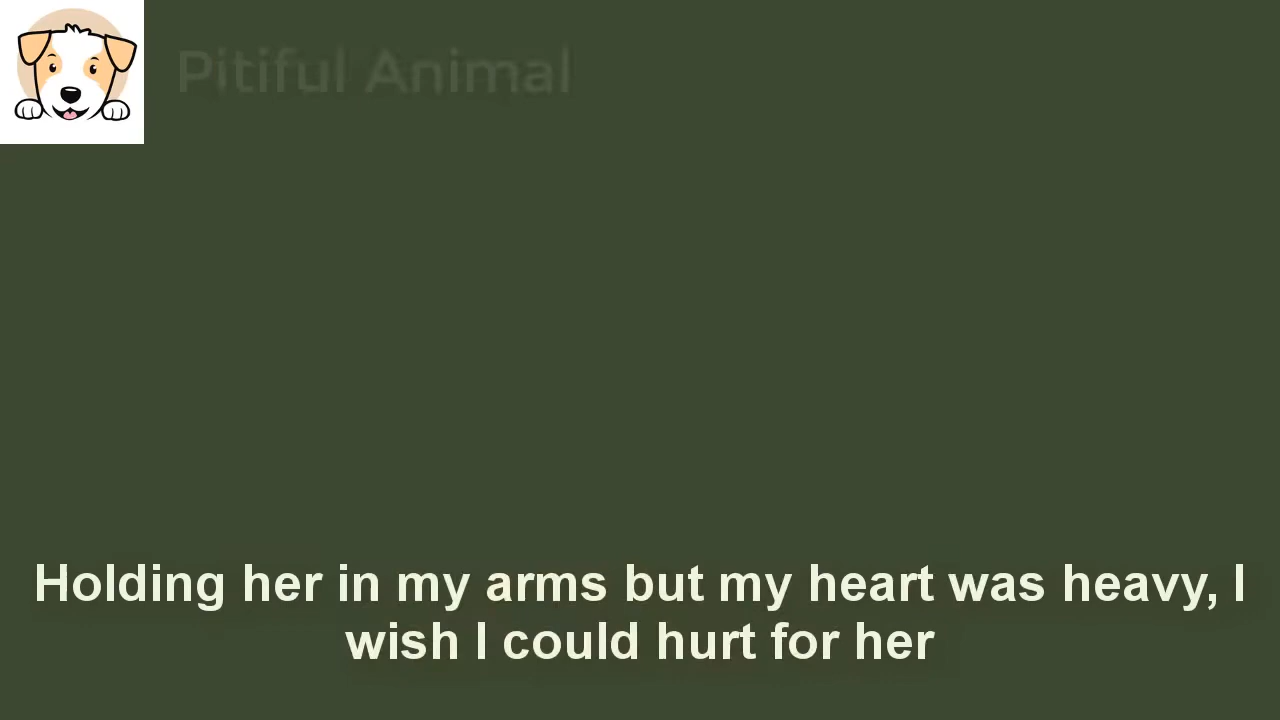 Pitiful Animal
Holding her in my arms but my heart was heavy, I
wish I could hurt for her